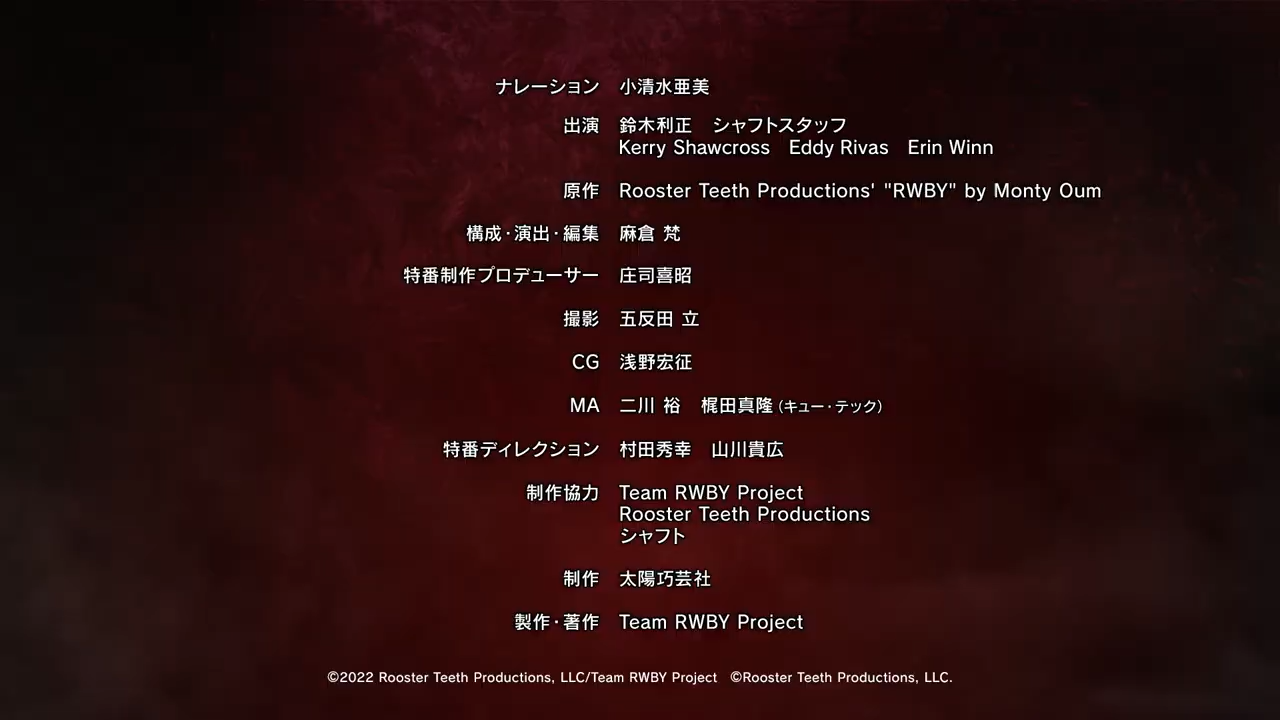 ナレーション 小清水亜美
出演 鈴木利正 シャフトスタッフ
Kerry Shawcross Eddy Rivas Erin Winn
原作 Rooster Teeth Productions' "RWBY" by Monty Oum
構成・演出・編集 麻倉 梵
特番制作プロデューサー 庄司喜昭
撮影 五反田 立
CG 浅野宏征
MA 二川 裕 梶田真隆(キュー・テック)
特番ディレクション 村田秀幸 山川貴広
制作協力 Team RWBY Project
Rooster Teeth Productions
シャフト
制作 太陽巧芸社
製作・著作 Team RWBY Project
©2022 Rooster Teeth Productions, LLC/Team RWBY Project ©Rooster Teeth Productions, LLC.